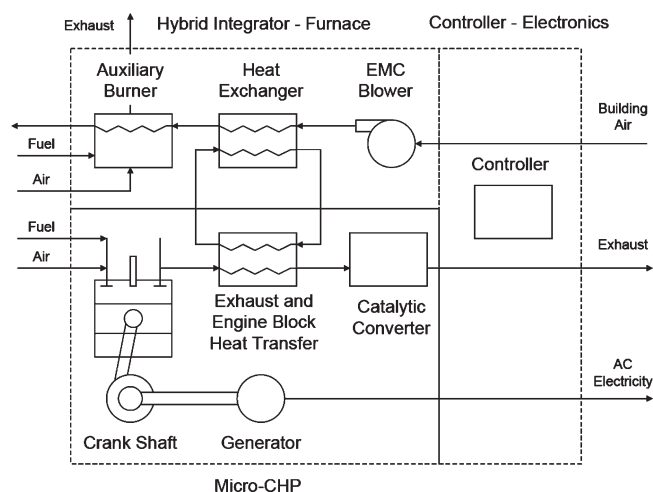 Exhaust
Hybrid Integrator - Furnace
Controller - Electronics
Auxiliary
Burner
Heat
Exchanger
EMC
Blower
Building
Air
Fuel
Air
Controller
Fuel
Air
Exhaust
Exhaust and
Engine Block
Heat Transfer
Catalytic
Converter
AC
Electricity
Crank Shaft
Generator
Micro-CHP